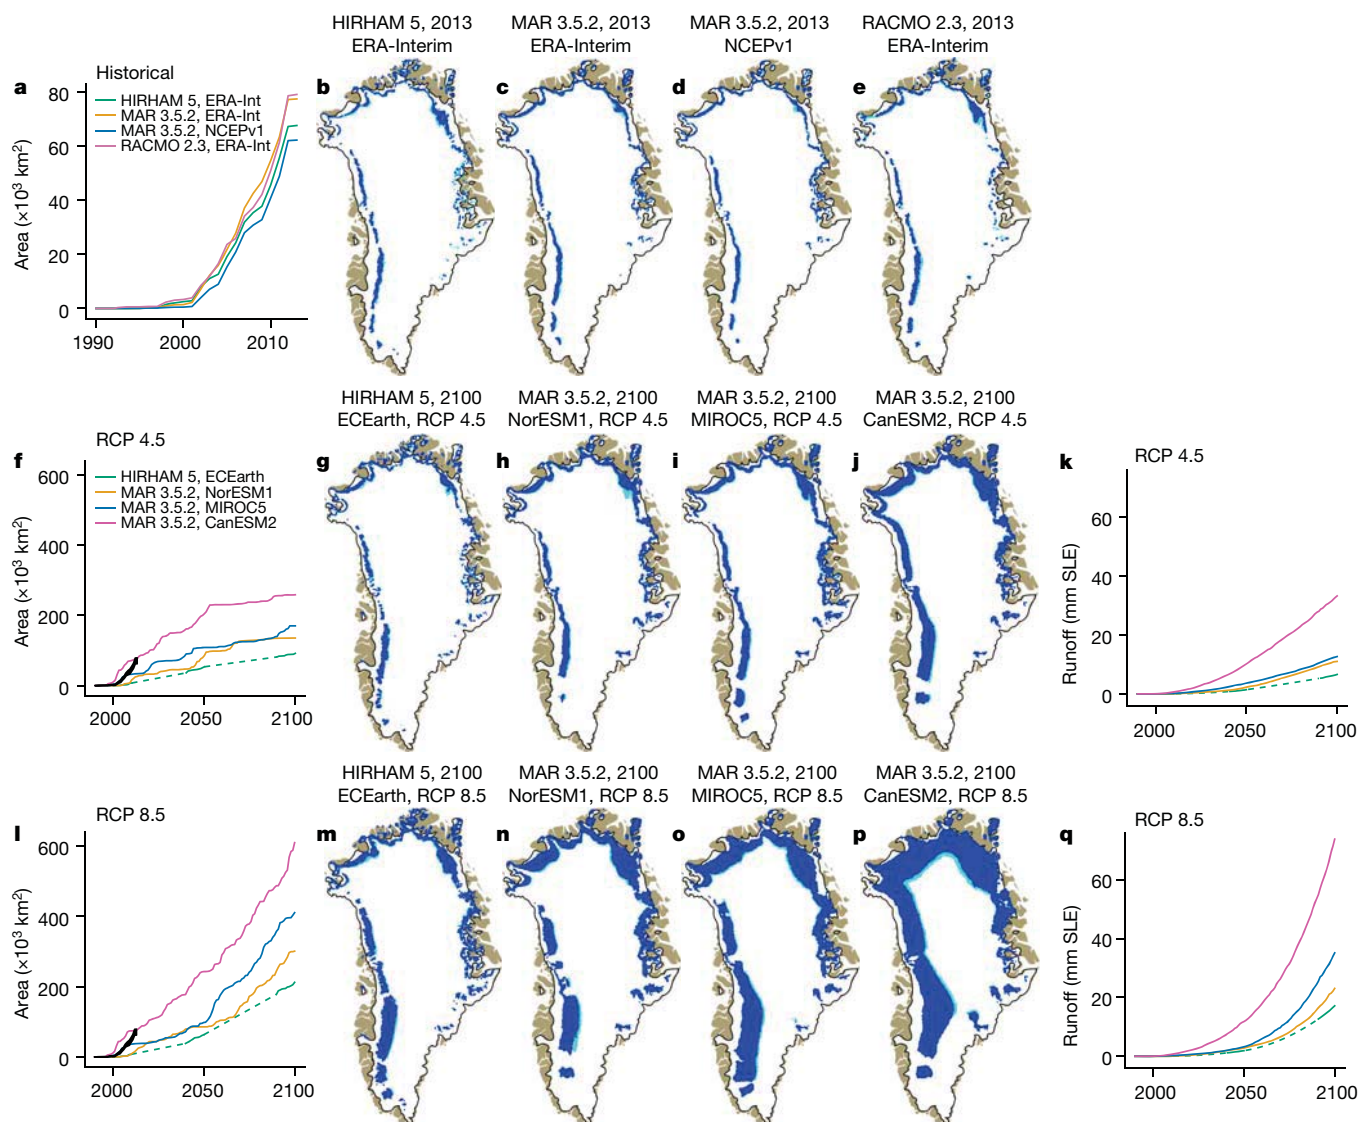 HIRHAM 5, 2013
ERA-Interim
MAR 3.5.2, 2013
ERA-Interim
MAR 3.5.2, 2013
NCEPv1
RACMO 2.3, 2013
ERA-Interim
a
Historical
b
c
d
e
HIRHAM 5, ERA-Int
MAR 3.5.2, ERA-Int
MAR 3.5.2, NCEPv1
RACMO 2.3, ERA-Int
Area (×10³ km²)
80
60
40
20
0
1990
2000
2010
HIRHAM 5, 2100
ECEarth, RCP 4.5
MAR 3.5.2, 2100
NorESM1, RCP 4.5
MAR 3.5.2, 2100
MIROC5, RCP 4.5
MAR 3.5.2, 2100
CanESM2, RCP 4.5
RCP 4.5
f
g
h
i
j
k
RCP 4.5
HIRHAM 5, ECEarth
MAR 3.5.2, NorESM1
MAR 3.5.2, MIROC5
MAR 3.5.2, CanESM2
Area (×10³ km²)
600
400
200
0
2000
2050
2100
Runoff (mm SLE)
60
40
20
0
2000
2050
2100
HIRHAM 5, 2100
ECEarth, RCP 8.5
MAR 3.5.2, 2100
NorESM1, RCP 8.5
MAR 3.5.2, 2100
MIROC5, RCP 8.5
MAR 3.5.2, 2100
CanESM2, RCP 8.5
RCP 8.5
l
m
n
o
p
q
RCP 8.5
Area (×10³ km²)
600
400
200
0
2000
2050
2100
Runoff (mm SLE)
60
40
20
0
2000
2050
2100